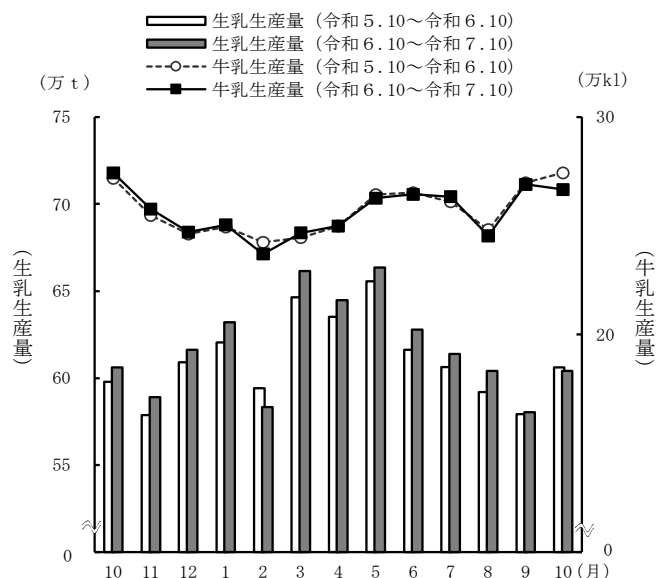 生乳生産量（令和５.10～令和６.10）
生乳生産量（令和６.10～令和７.10）
牛乳生産量（令和５.10～令和６.10）
牛乳生産量（令和６.10～令和７.10）
（万ｔ）
（万kl）
75
70
65
60
55
0
（生乳生産量）
30
20
0
（牛乳生産量）
10 11 12 1 2 3 4 5 6 7 8 9 10（月）